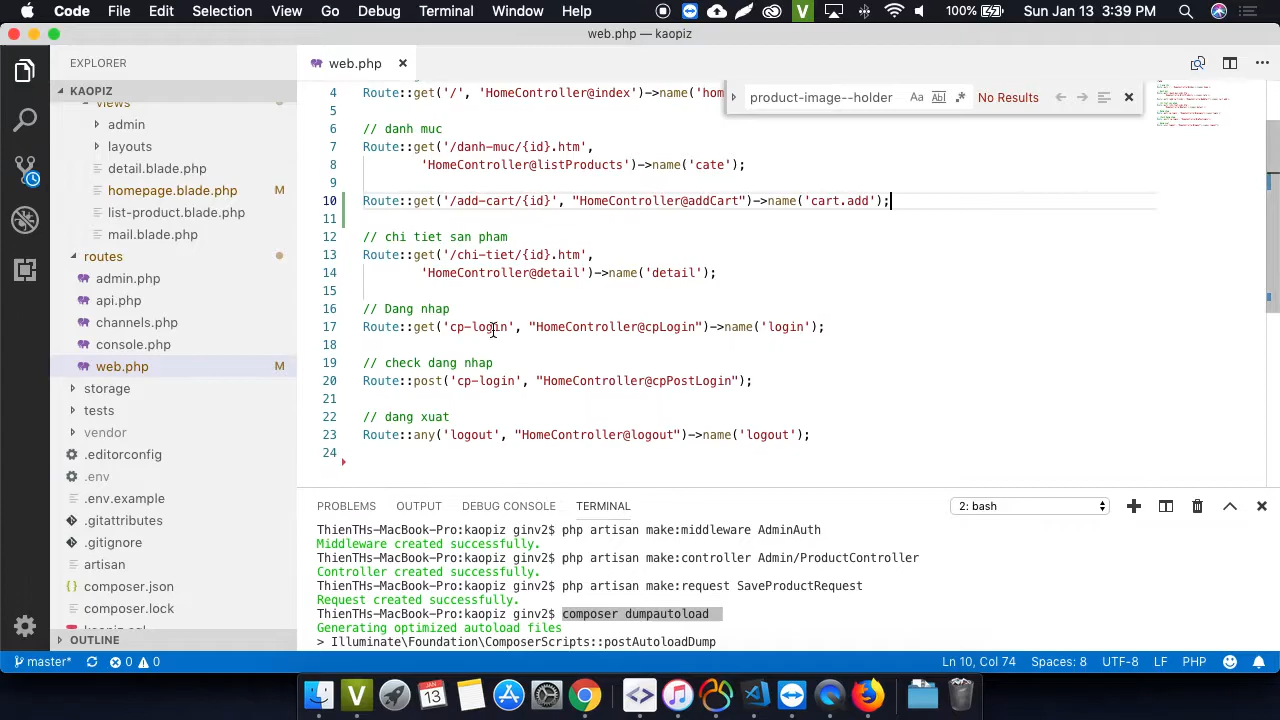 Code File Edit Selection View Go Debug Terminal Window Help 100% Sun Jan 13 3:39 PM
web.php — kaopiz
EXPLORER
KAOPIZ
views
admin
layouts
detail.blade.php
homepage.blade.php M
list-product.blade.php
mail.blade.php
routes
admin.php
api.php
channels.php
console.php
web.php M
storage
tests
vendor
.editorconfig
.env
.env.example
.gitattributes
.gitignore
artisan
composer.json
composer.lock
OUTLINE
web.php
product-image--holder Aa Abl .* No Results
4 Route::get('/', 'HomeController@index')->name('hom
5
6 // danh muc
7 Route::get('/danh-muc/{id}.htm',
8 'HomeController@listProducts')->name('cate');
9
10 Route::get('/add-cart/{id}', "HomeController@addCart")->name('cart.add');
11
12 // chi tiet san pham
13 Route::get('/chi-tiet/{id}.htm',
14 'HomeController@detail')->name('detail');
15
16 // Dang nhap
17 Route::get('cp-login', "HomeController@cpLogin")->name('login');
18
19 // check dang nhap
20 Route::post('cp-login', "HomeController@cpPostLogin");
21
22 // dang xuat
23 Route::any('logout', "HomeController@logout")->name('logout');
24
PROBLEMS OUTPUT DEBUG CONSOLE TERMINAL 2: bash
ThienTHs-MacBook-Pro:kaopiz ginv2$ php artisan make:middleware AdminAuth
Middleware created successfully.
ThienTHs-MacBook-Pro:kaopiz ginv2$ php artisan make:controller Admin/ProductController
Controller created successfully.
ThienTHs-MacBook-Pro:kaopiz ginv2$ php artisan make:request SaveProductRequest
Request created successfully.
ThienTHs-MacBook-Pro:kaopiz ginv2$ composer dumpautoload
Generating optimized autoload files
> Illuminate\Foundation\ComposerScripts::postAutoloadDump
master* 0 0 Ln 10, Col 74 Spaces: 8 UTF-8 LF PHP